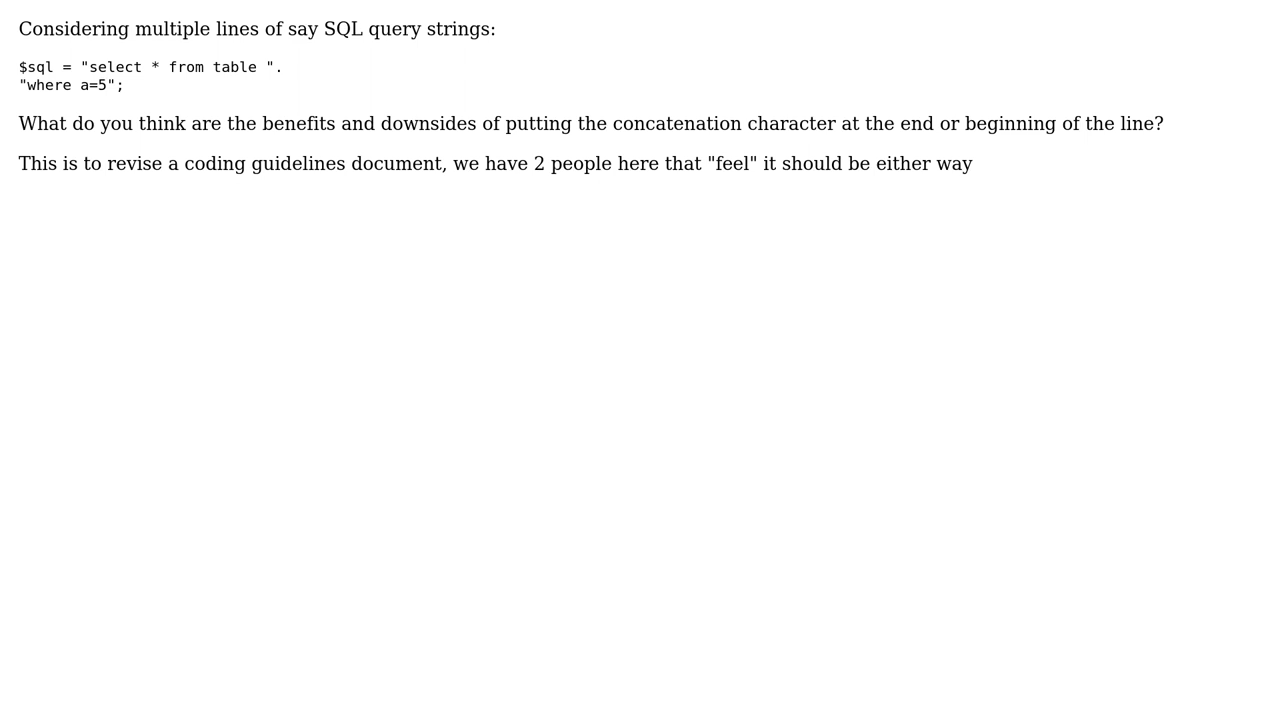 Considering multiple lines of say SQL query strings:
$sql = "select * from table ".
"where a=5";
What do you think are the benefits and downsides of putting the concatenation character at the end or beginning of the line?
This is to revise a coding guidelines document, we have 2 people here that "feel" it should be either way